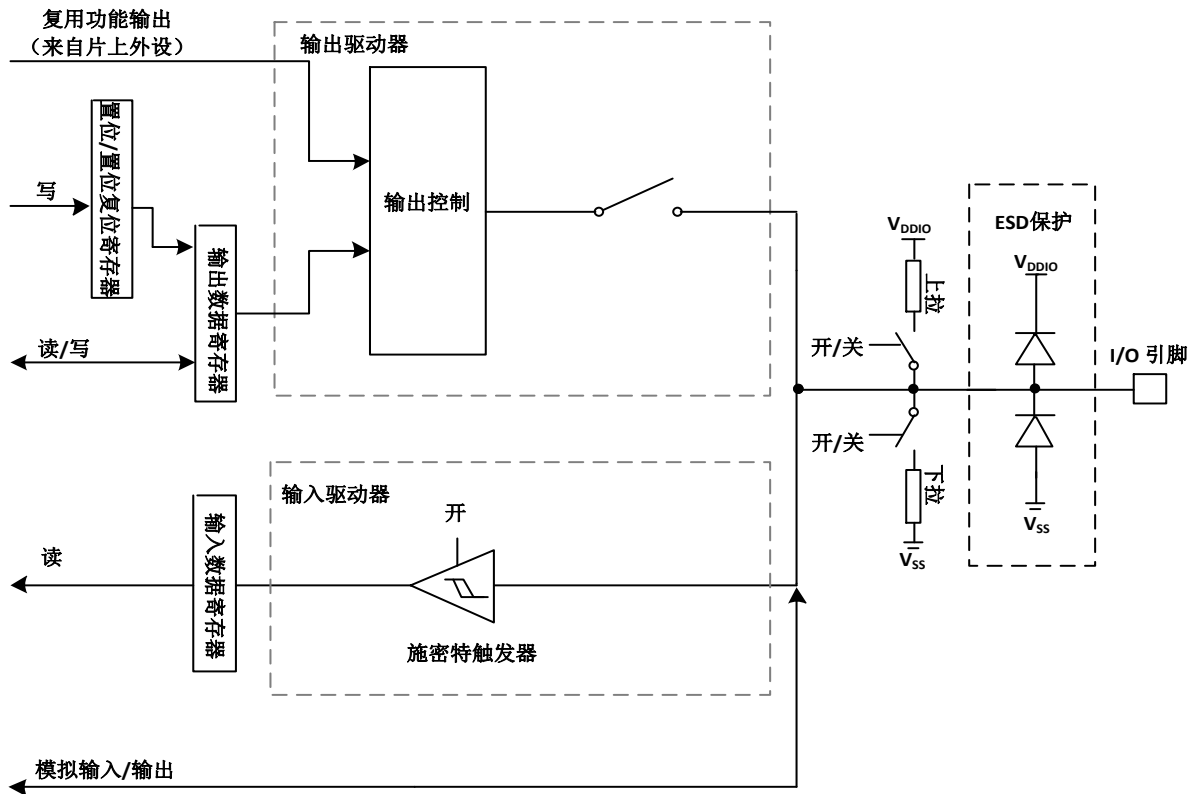 复用功能输出
（来自片上外设）
输出驱动器
置位/置位复位寄存器
写
输出控制
输出数据寄存器
读/写
VDDIO
上拉
开/关
ESD保护
VDDIO
I/O 引脚
开/关
下拉
VSS
VSS
输入驱动器
开
输入数据寄存器
读
施密特触发器
模拟输入/输出